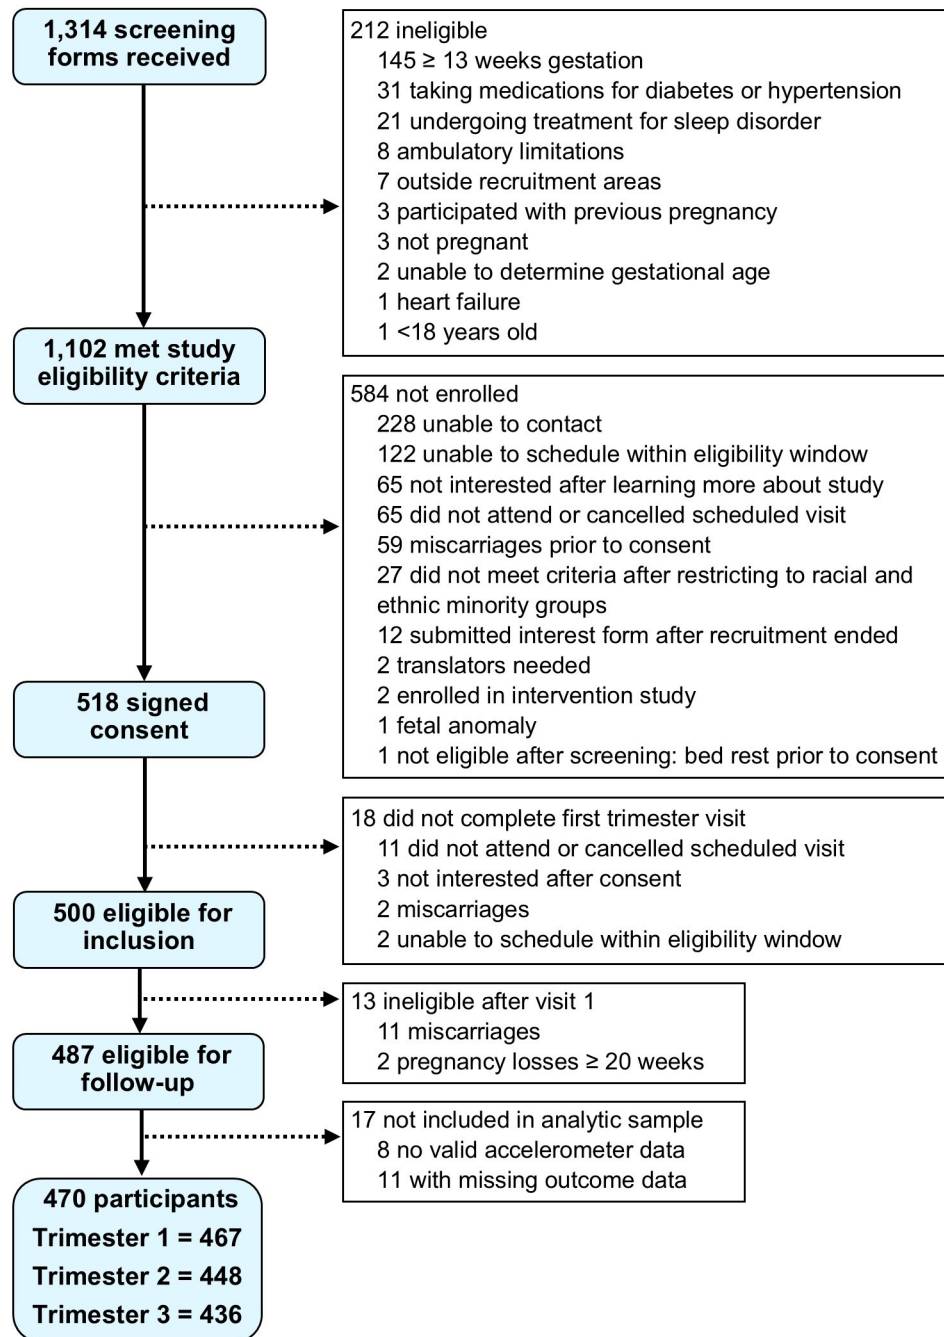 1,314 screening
forms received
212 ineligible
145 ≥ 13 weeks gestation
31 taking medications for diabetes or hypertension
21 undergoing treatment for sleep disorder
8 ambulatory limitations
7 outside recruitment areas
3 participated with previous pregnancy
3 not pregnant
2 unable to determine gestational age
1 heart failure
1 <18 years old
1,102 met study
eligibility criteria
584 not enrolled
228 unable to contact
122 unable to schedule within eligibility window
65 not interested after learning more about study
65 did not attend or cancelled scheduled visit
59 miscarriages prior to consent
27 did not meet criteria after restricting to racial and
ethnic minority groups
12 submitted interest form after recruitment ended
2 translators needed
2 enrolled in intervention study
1 fetal anomaly
1 not eligible after screening: bed rest prior to consent
518 signed
consent
18 did not complete first trimester visit
11 did not attend or cancelled scheduled visit
3 not interested after consent
2 miscarriages
2 unable to schedule within eligibility window
500 eligible for
inclusion
13 ineligible after visit 1
11 miscarriages
2 pregnancy losses ≥ 20 weeks
487 eligible for
follow-up
17 not included in analytic sample
8 no valid accelerometer data
11 with missing outcome data
470 participants
Trimester 1 = 467
Trimester 2 = 448
Trimester 3 = 436